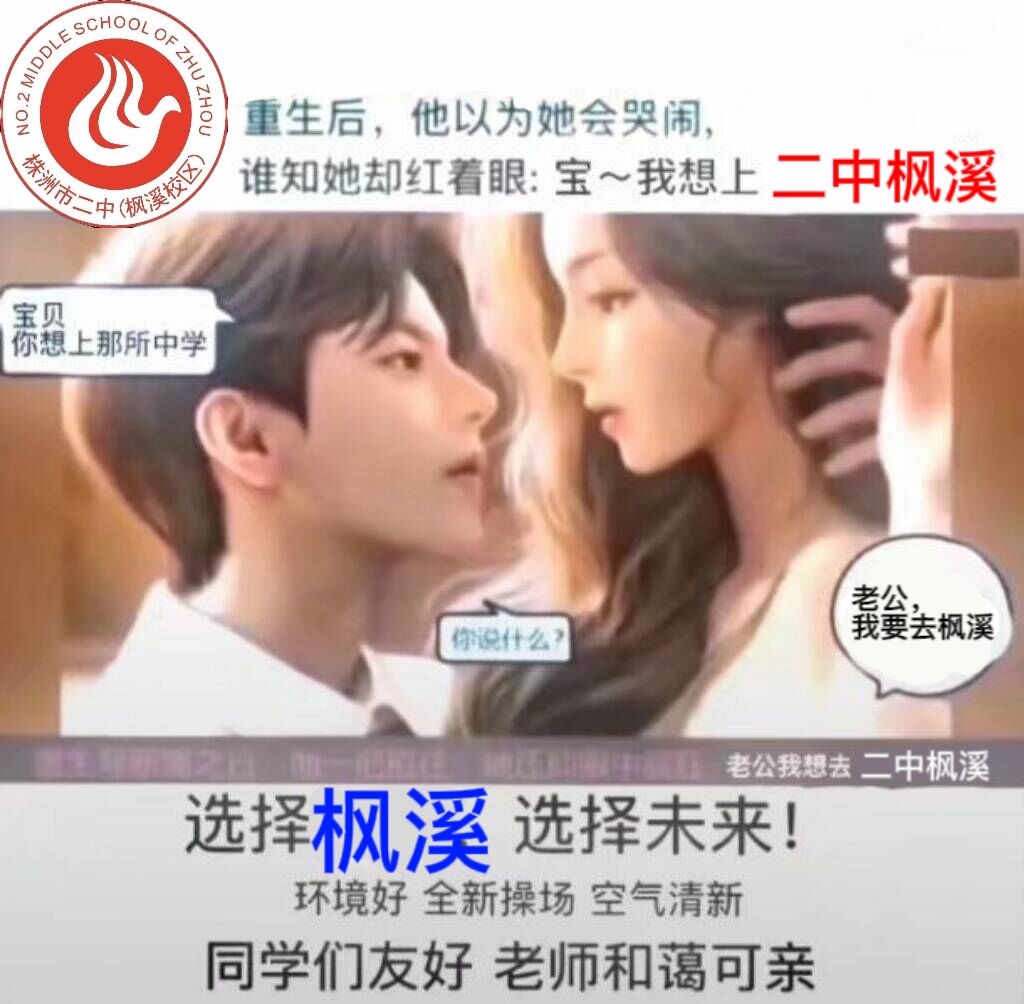 NO.2 MIDDLE SCHOOL OF ZHUZHOU
株洲市二中(枫溪校区)
重生后，他以为她会哭闹，
谁知她却红着眼: 宝～我想上 二中枫溪
宝贝
你想上那所中学
你说什么?
老公，
我要去枫溪
老公我想去 二中枫溪
选择枫溪 选择未来!
环境好 全新操场 空气清新
同学们友好 老师和蔼可亲